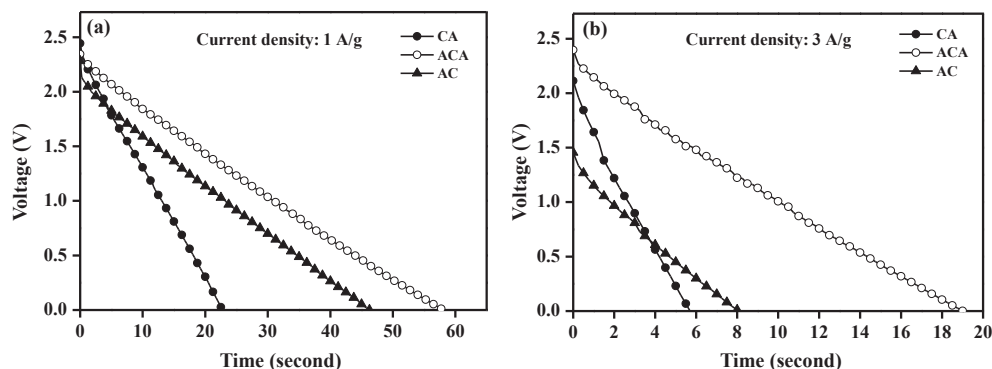 (a)
Current density: 1 A/g
CA
ACA
AC
2.5
2.0
1.5
1.0
0.5
0.0
Voltage (V)
0 10 20 30 40 50 60
Time (second)
(b)
Current density: 3 A/g
CA
ACA
AC
2.5
2.0
1.5
1.0
0.5
0.0
Voltage (V)
0 2 4 6 8 10 12 14 16 18 20
Time (second)